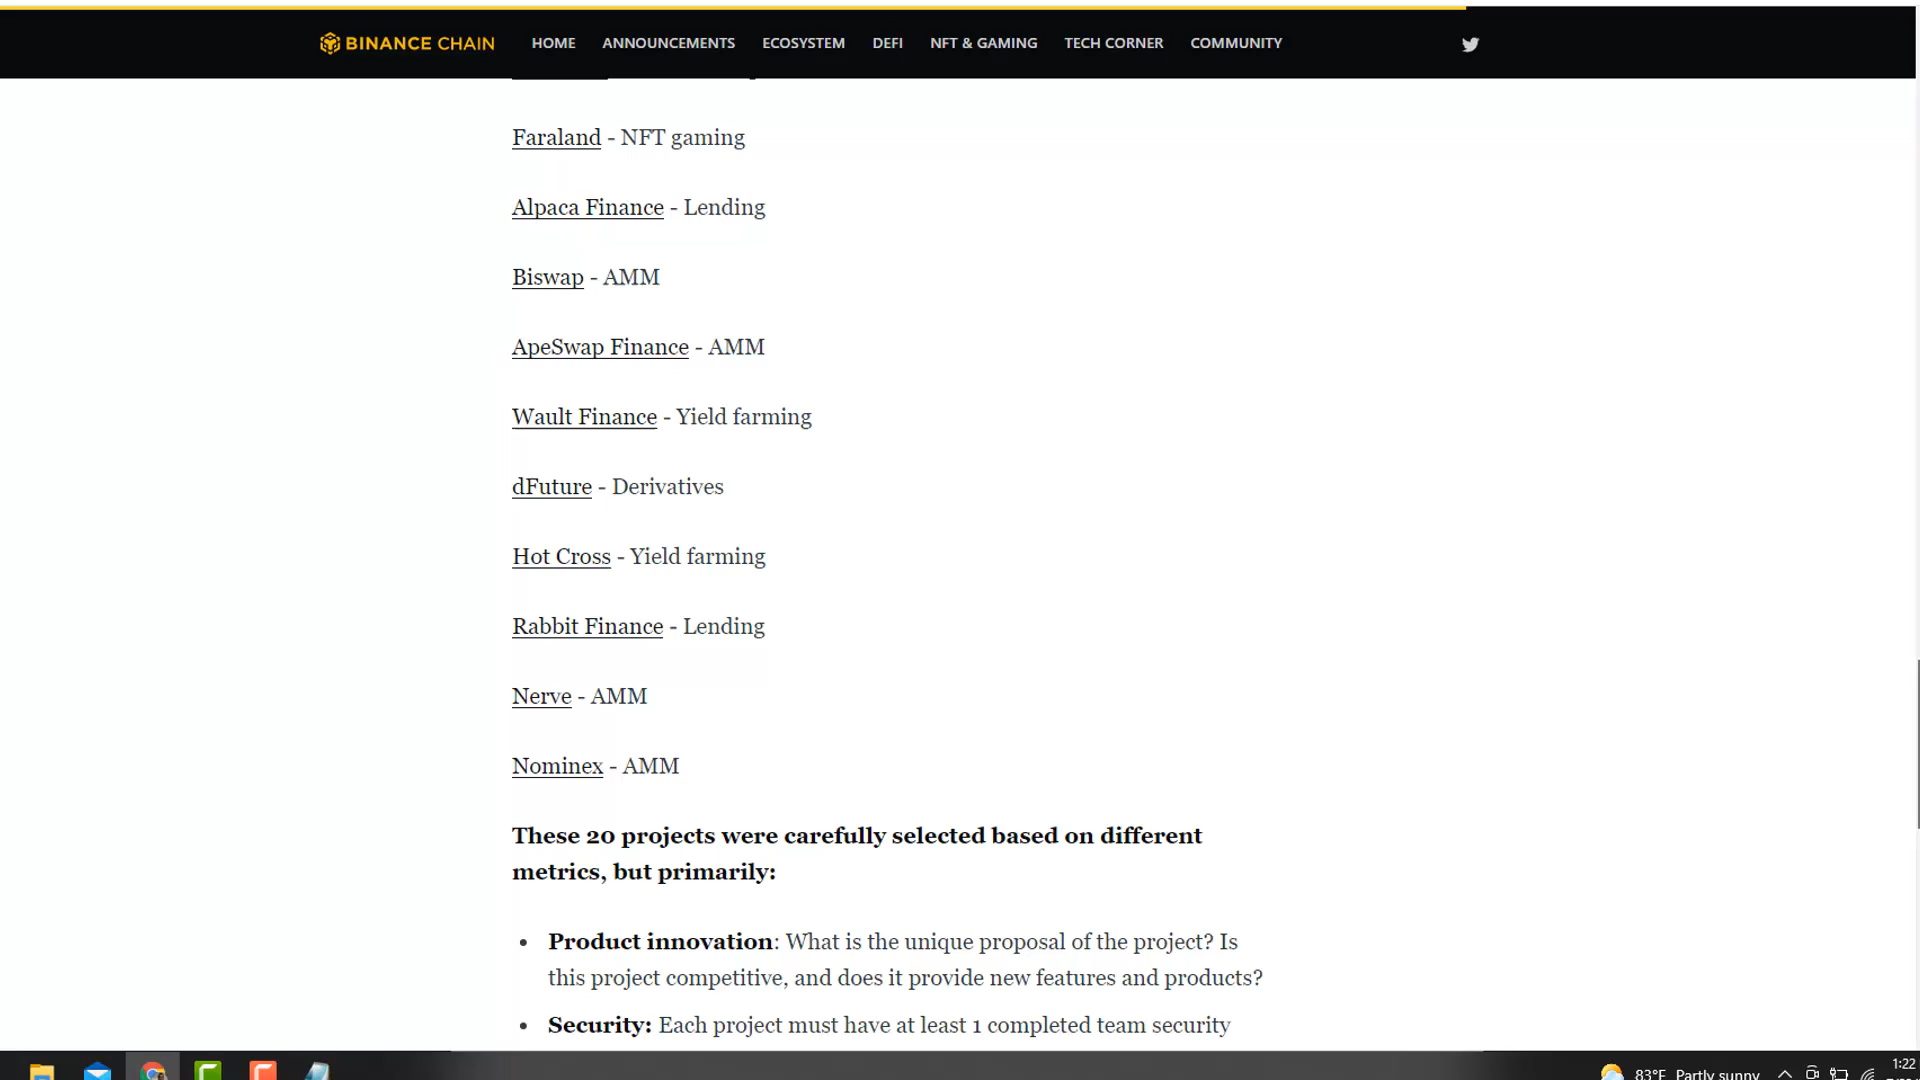 BINANCE CHAIN HOME ANNOUNCEMENTS ECOSYSTEM DEFI NFT & GAMING TECH CORNER COMMUNITY
Faraland - NFT gaming
Alpaca Finance - Lending
Biswap - AMM
ApeSwap Finance - AMM
Wault Finance - Yield farming
dFuture - Derivatives
Hot Cross - Yield farming
Rabbit Finance - Lending
Nerve - AMM
Nominex - AMM
These 20 projects were carefully selected based on different
metrics, but primarily:
• Product innovation: What is the unique proposal of the project? Is
this project competitive, and does it provide new features and products?
• Security: Each project must have at least 1 completed team security
83°F Partly sunny 1:22